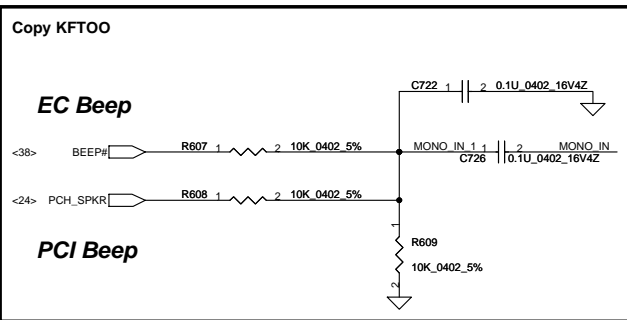 Copy KFTOO
C722 1 2 0.1U_0402_16V4Z
EC Beep
<38> BEEP# R607 1 2 10K_0402_5% MONO_IN_1 1 2 MONO_IN
C726 0.1U_0402_16V4Z
<24> PCH_SPKR R608 1 2 10K_0402_5%
PCI Beep
1
R609
10K_0402_5%
2